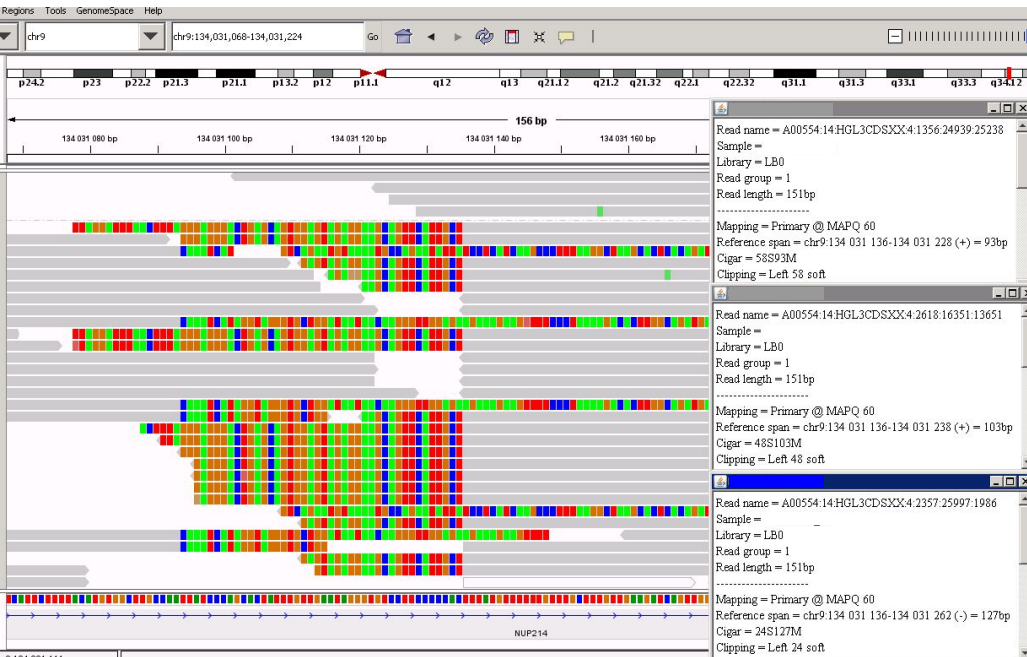 Regions Tools GenomeSpace Help
chr9 chr9:134,031,068-134,031,224 Go
p24.2 p23 p22.2 p21.3 p21.1 p13.2 p12 p11.1 q12 q13 q21.12 q21.2 q21.32 q22.1 q22.32 q31.1 q31.3 q33.1 q33.3 q34.12
156 bp
134 031 080 bp 134 031 100 bp 134 031 120 bp 134 031 140 bp 134 031 160 bp
Read name = A00554:14:HGL3CDSXX:4:1356:24939:25238
Sample =
Library = LB0
Read group = 1
Read length = 151bp
----------------------
Mapping = Primary @ MAPQ 60
Reference span = chr9:134 031 136-134 031 228 (+) = 93bp
Cigar = 58S93M
Clipping = Left 58 soft
Read name = A00554:14:HGL3CDSXX:4:2618:16351:13651
Sample =
Library = LB0
Read group = 1
Read length = 151bp
----------------------
Mapping = Primary @ MAPQ 60
Reference span = chr9:134 031 136-134 031 238 (+) = 103bp
Cigar = 48S103M
Clipping = Left 48 soft
Read name = A00554:14:HGL3CDSXX:4:2357:25997:1986
Sample =
Library = LB0
Read group = 1
Read length = 151bp
----------------------
Mapping = Primary @ MAPQ 60
Reference span = chr9:134 031 136-134 031 262 (-) = 127bp
Cigar = 24S127M
Clipping = Left 24 soft
NUP214